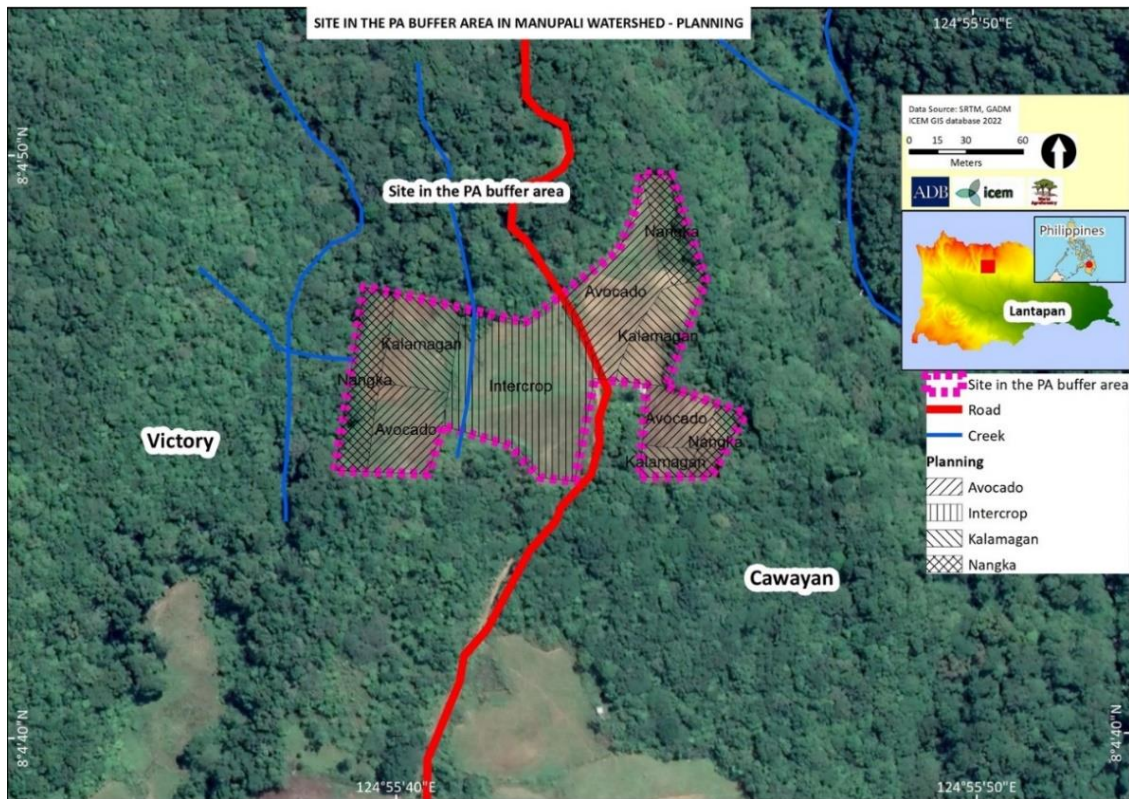 SITE IN THE PA BUFFER AREA IN MANUPALI WATERSHED - PLANNING
124°55'50"E
8°4'50"N
Data Source: SRTM, GADM
ICEM GIS database 2022
0 15 30 60
Meters
ADB icem World Agroforestry
Site in the PA buffer area
Philippines
Lantapan
Nangka
Avocado
Kalamagan
Kalamagan
Intercrop
Nangka
Avocado
Avocado
Nangka
Kalamagan
Victory
Cawayan
Site in the PA buffer area
Road
Creek
Planning
Avocado
Intercrop
Kalamagan
Nangka
8°4'40"N
8°4'40"N
124°55'40"E
124°55'50"E